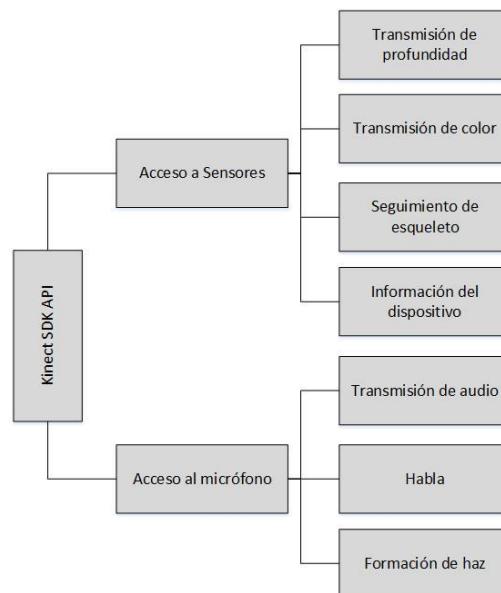 Kinect SDK API
Acceso a Sensores
Transmisión de
profundidad
Transmisión de color
Seguimiento de
esqueleto
Información del
dispositivo
Acceso al micrófono
Transmisión de audio
Habla
Formación de haz